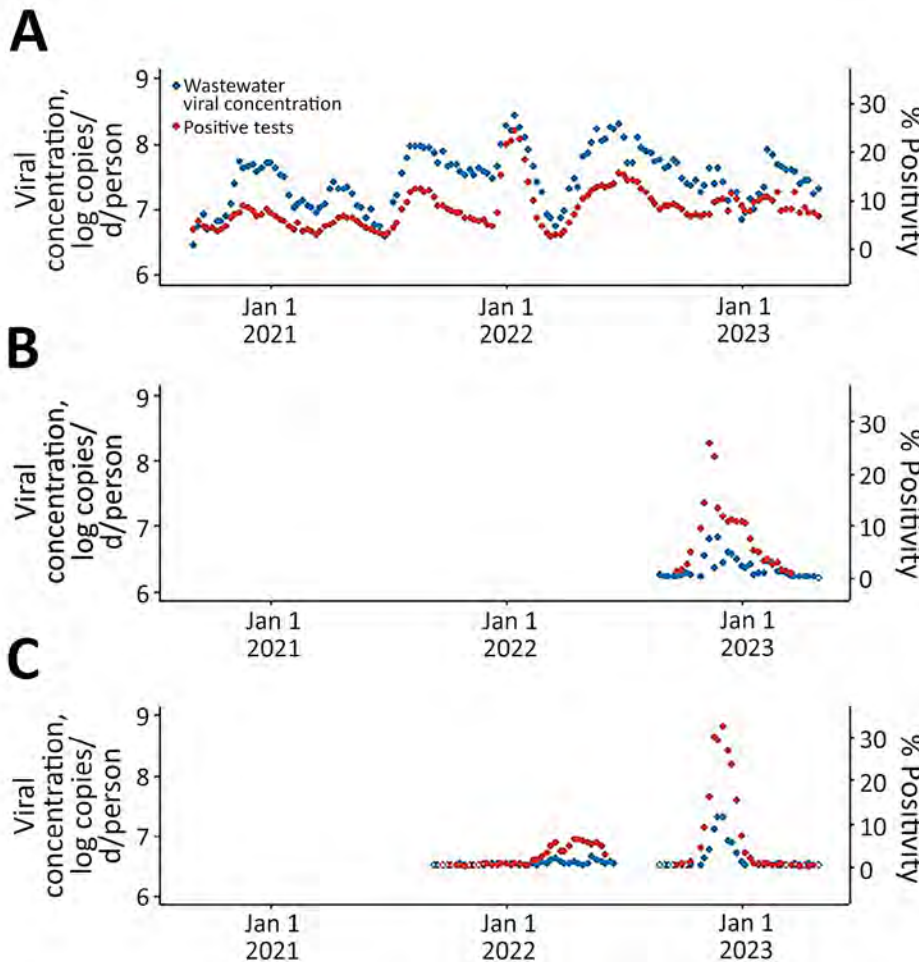 A
Viral
concentration,
log copies/
d/person
9
8
7
6
Wastewater
viral concentration
Positive tests
30
20
10
0
% Positivity
Jan 1
2021
Jan 1
2022
Jan 1
2023
B
Viral
concentration,
log copies/
d/person
9
8
7
6
30
20
10
0
% Positivity
Jan 1
2021
Jan 1
2022
Jan 1
2023
C
Viral
concentration,
log copies/
d/person
9
8
7
6
30
20
10
0
% Positivity
Jan 1
2021
Jan 1
2022
Jan 1
2023